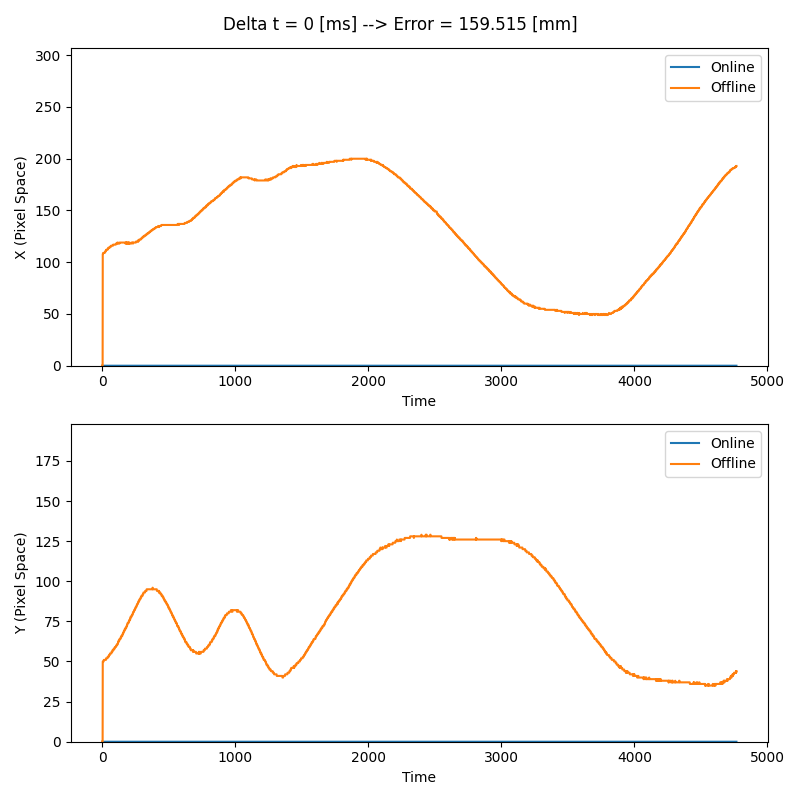 Delta t = 0 [ms] --> Error = 159.515 [mm]
300
250
200
150
100
50
0
X (Pixel Space)
Online
Offline
0 1000 2000 3000 4000 5000
Time
175
150
125
100
75
50
25
0
Y (Pixel Space)
Online
Offline
0 1000 2000 3000 4000 5000
Time